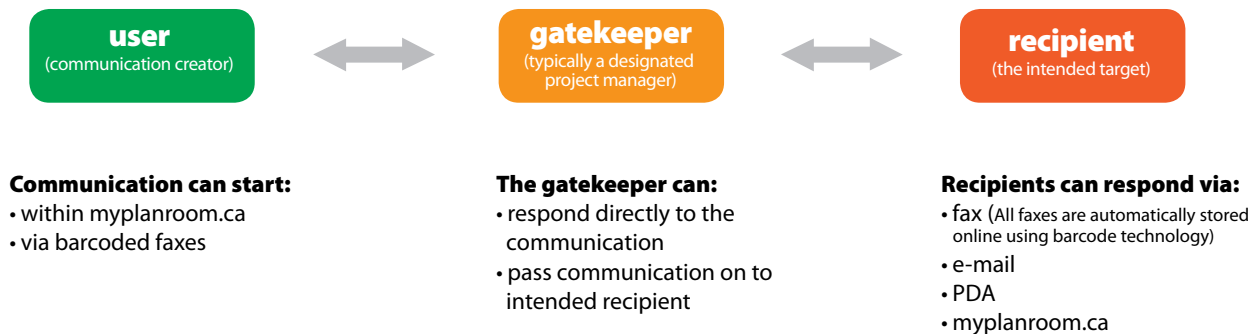 user
(communication creator)
gatekeeper
(typically a designated
project manager)
recipient
(the intended target)
Communication can start:
• within myplanroom.ca
• via barcoded faxes
The gatekeeper can:
• respond directly to the
communication
• pass communication on to
intended recipient
Recipients can respond via:
• fax (All faxes are automatically stored
online using barcode technology)
• e-mail
• PDA
• myplanroom.ca